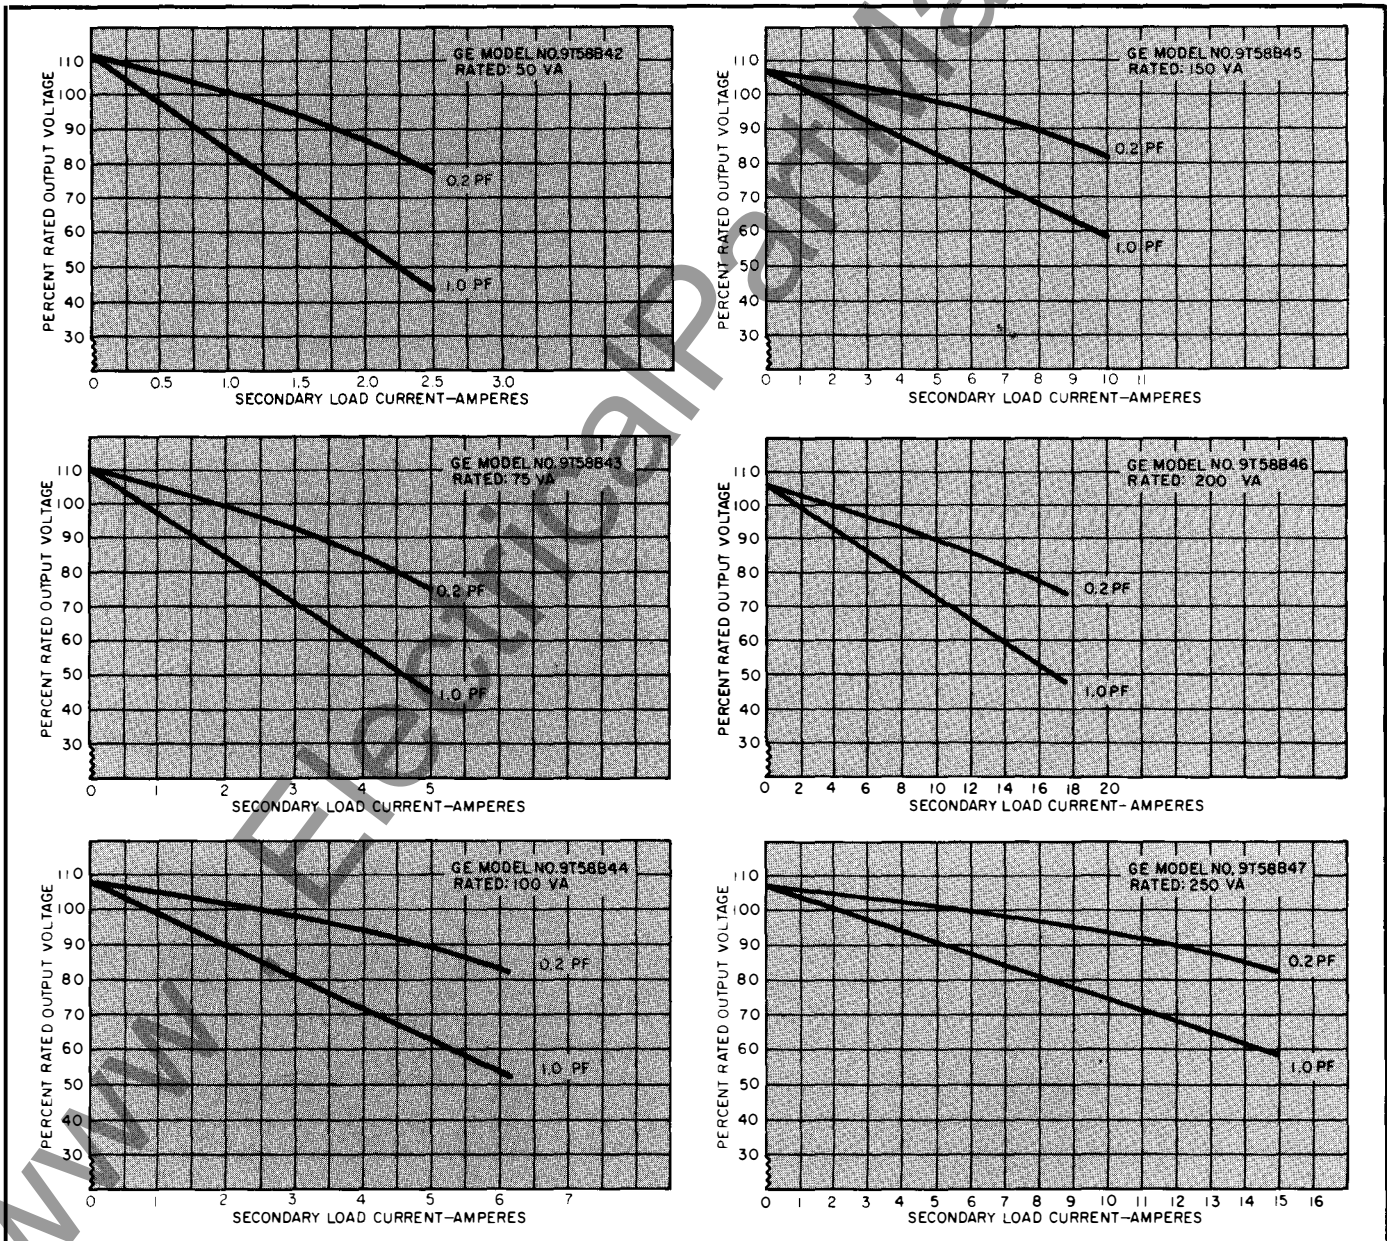 GE MODEL NO. 9T58B42
RATED: 50 VA
PERCENT RATED OUTPUT VOLTAGE
110
100
90
80
70
60
50
40
30
0.2 PF
1.0 PF
0 0.5 1.0 1.5 2.0 2.5 3.0
SECONDARY LOAD CURRENT—AMPERES
GE MODEL NO. 9T58B45
RATED: 150 VA
PERCENT RATED OUTPUT VOLTAGE
110
100
90
80
70
60
50
40
30
0.2 PF
1.0 PF
0 1 2 3 4 5 6 7 8 9 10 11
SECONDARY LOAD CURRENT—AMPERES
GE MODEL NO. 9T58B43
RATED: 75 VA
PERCENT RATED OUTPUT VOLTAGE
110
100
90
80
70
60
50
40
30
0.2 PF
1.0 PF
0 1 2 3 4 5
SECONDARY LOAD CURRENT—AMPERES
GE MODEL NO. 9T58B46
RATED: 200 VA
PERCENT RATED OUTPUT VOLTAGE
110
100
90
80
70
60
50
40
30
0.2 PF
1.0 PF
0 2 4 6 8 10 12 14 16 18 20
SECONDARY LOAD CURRENT—AMPERES
GE MODEL NO. 9T58B44
RATED: 100 VA
PERCENT RATED OUTPUT VOLTAGE
110
100
90
80
70
60
50
40
30
0.2 PF
1.0 PF
0 1 2 3 4 5 6 7
SECONDARY LOAD CURRENT—AMPERES
GE MODEL NO. 9T58B47
RATED: 250 VA
PERCENT RATED OUTPUT VOLTAGE
110
100
90
80
70
60
50
40
30
0.2 PF
1.0 PF
0 1 2 3 4 5 6 7 8 9 10 11 12 13 14 15 16
SECONDARY LOAD CURRENT—AMPERES
www.ElectricalPartMa